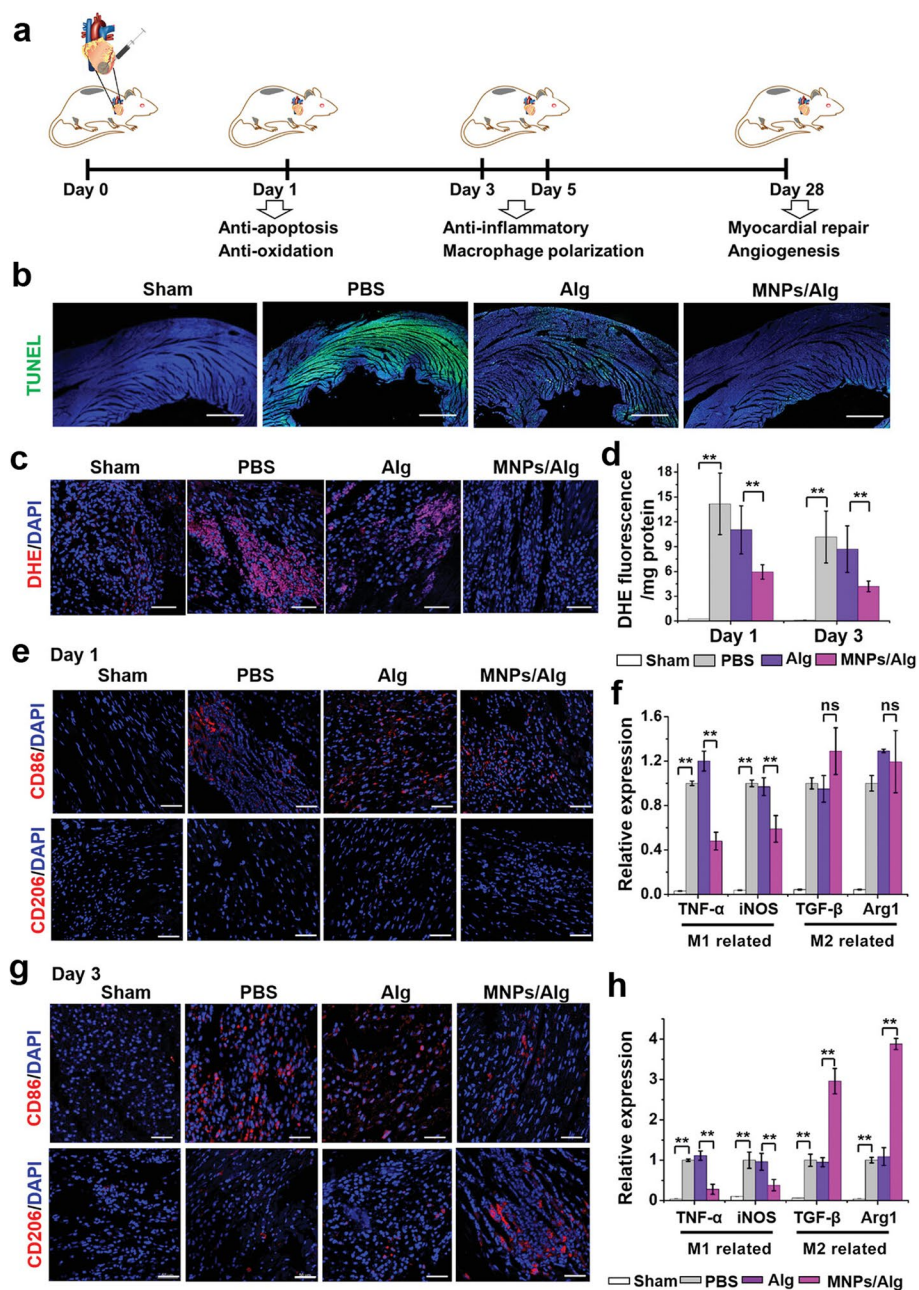 a
Day 0
Day 1
Day 3
Day 5
Day 28
Anti-apoptosis
Anti-oxidation
Anti-inflammatory
Macrophage polarization
Myocardial repair
Angiogenesis
b
Sham
PBS
Alg
MNPs/Alg
TUNEL
c
Sham
PBS
Alg
MNPs/Alg
DHE/DAPI
d
DHE fluorescence
/mg protein
18
15
12
9
6
3
0
**
**
**
**
Day 1
Day 3
Sham
PBS
Alg
MNPs/Alg
e Day 1
Sham
PBS
Alg
MNPs/Alg
CD86/DAPI
CD206/DAPI
f
Relative expression
1.6
1.2
0.8
0.4
0.0
**
**
**
**
ns
ns
TNF-α
iNOS
TGF-β
Arg1
M1 related
M2 related
g Day 3
Sham
PBS
Alg
MNPs/Alg
CD86/DAPI
CD206/DAPI
h
Relative expression
4
3
2
1
0
**
**
**
**
**
**
**
**
TNF-α
iNOS
TGF-β
Arg1
M1 related
M2 related
Sham
PBS
Alg
MNPs/Alg